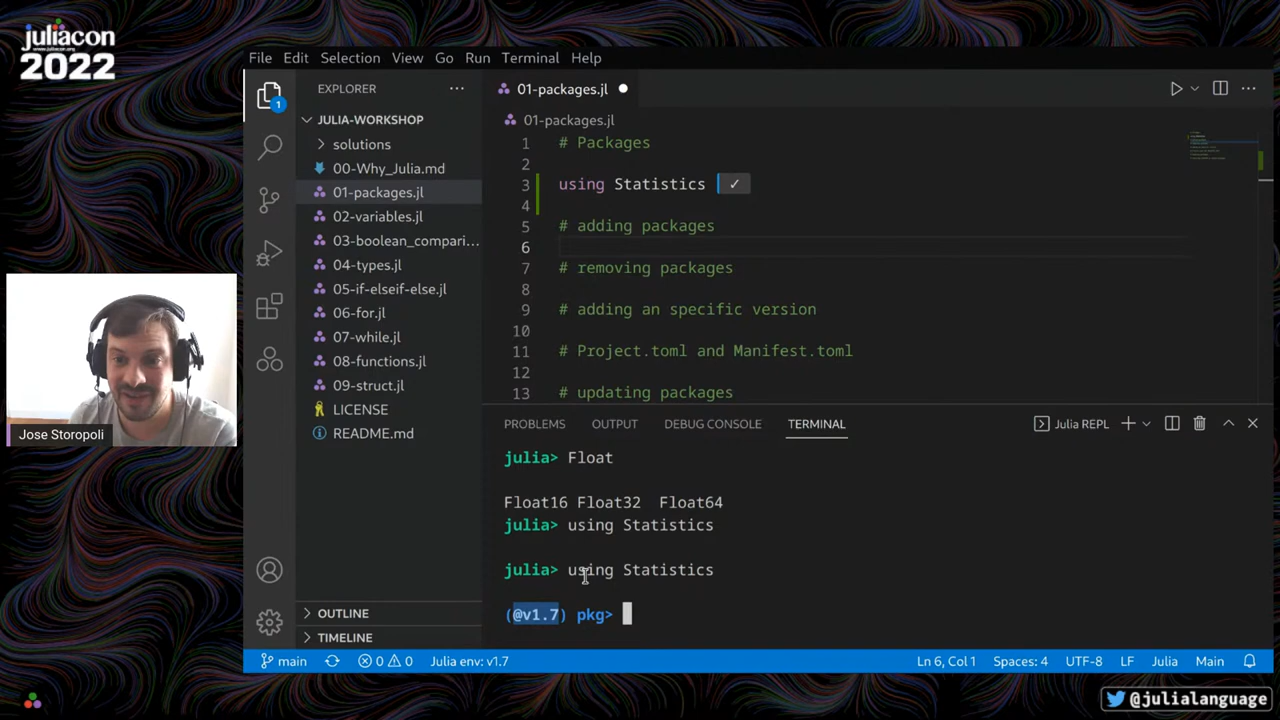 juliacon
www.juliacon.org
2022
File Edit Selection View Go Run Terminal Help
EXPLORER
01-packages.jl
JULIA-WORKSHOP
solutions
00-Why_Julia.md
01-packages.jl
02-variables.jl
03-boolean_compari...
04-types.jl
05-if-elseif-else.jl
06-for.jl
07-while.jl
08-functions.jl
09-struct.jl
LICENSE
README.md
OUTLINE
TIMELINE
1
01-packages.jl
1 # Packages
2
3 using Statistics ✓
4
5 # adding packages
6
7 # removing packages
8
9 # adding an specific version
10
11 # Project.toml and Manifest.toml
12
13 # updating packages
PROBLEMS OUTPUT DEBUG CONSOLE TERMINAL Julia REPL
julia> Float
Float16 Float32 Float64
julia> using Statistics
julia> using Statistics
(@v1.7) pkg>
main 0 0 Julia env: v1.7 Ln 6, Col 1 Spaces: 4 UTF-8 LF Julia Main
Jose Storopoli
@julialanguage